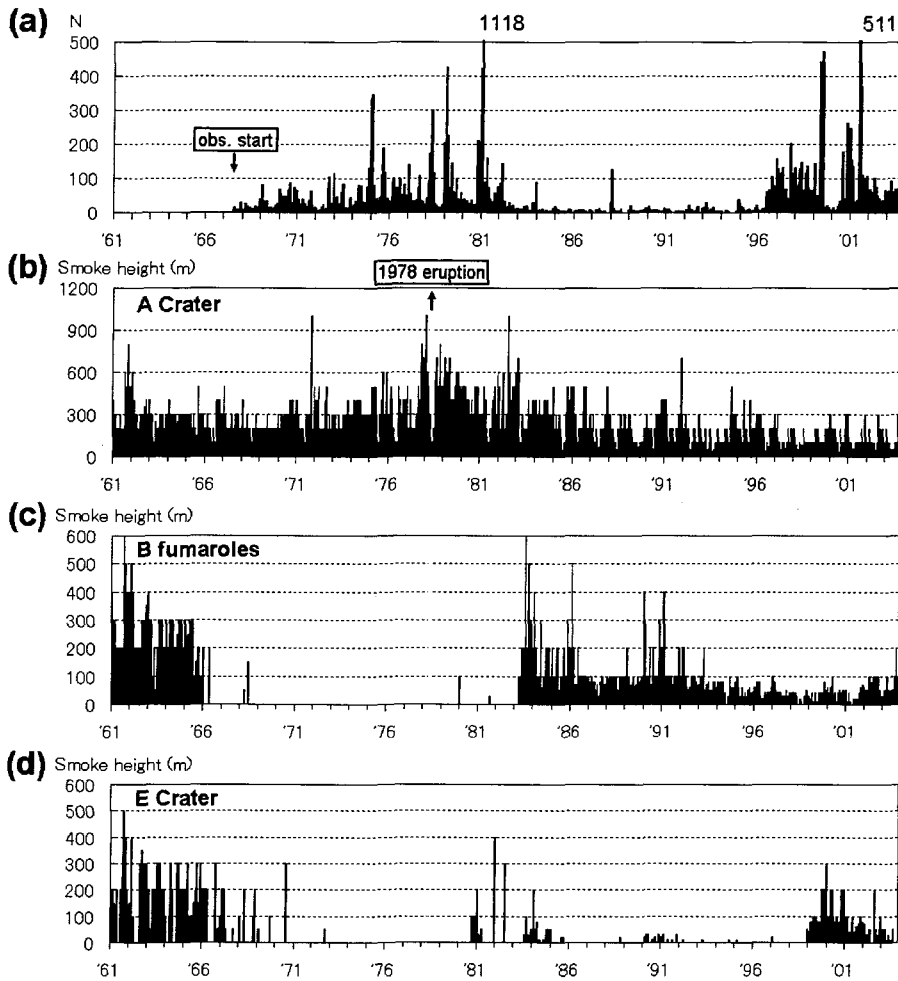 (a) N 1118 511
500
400
300
200
100
0
obs. start
'61 '66 '71 '76 '81 '86 '91 '96 '01
(b) Smoke height (m) 1978 eruption
1200
900
600
300
0
A Crater
'61 '66 '71 '76 '81 '86 '91 '96 '01
(c) Smoke height (m)
600
500
400
300
200
100
0
B fumaroles
'61 '66 '71 '76 '81 '86 '91 '96 '01
(d) Smoke height (m)
600
500
400
300
200
100
0
E Crater
'61 '66 '71 '76 '81 '86 '91 '96 '01